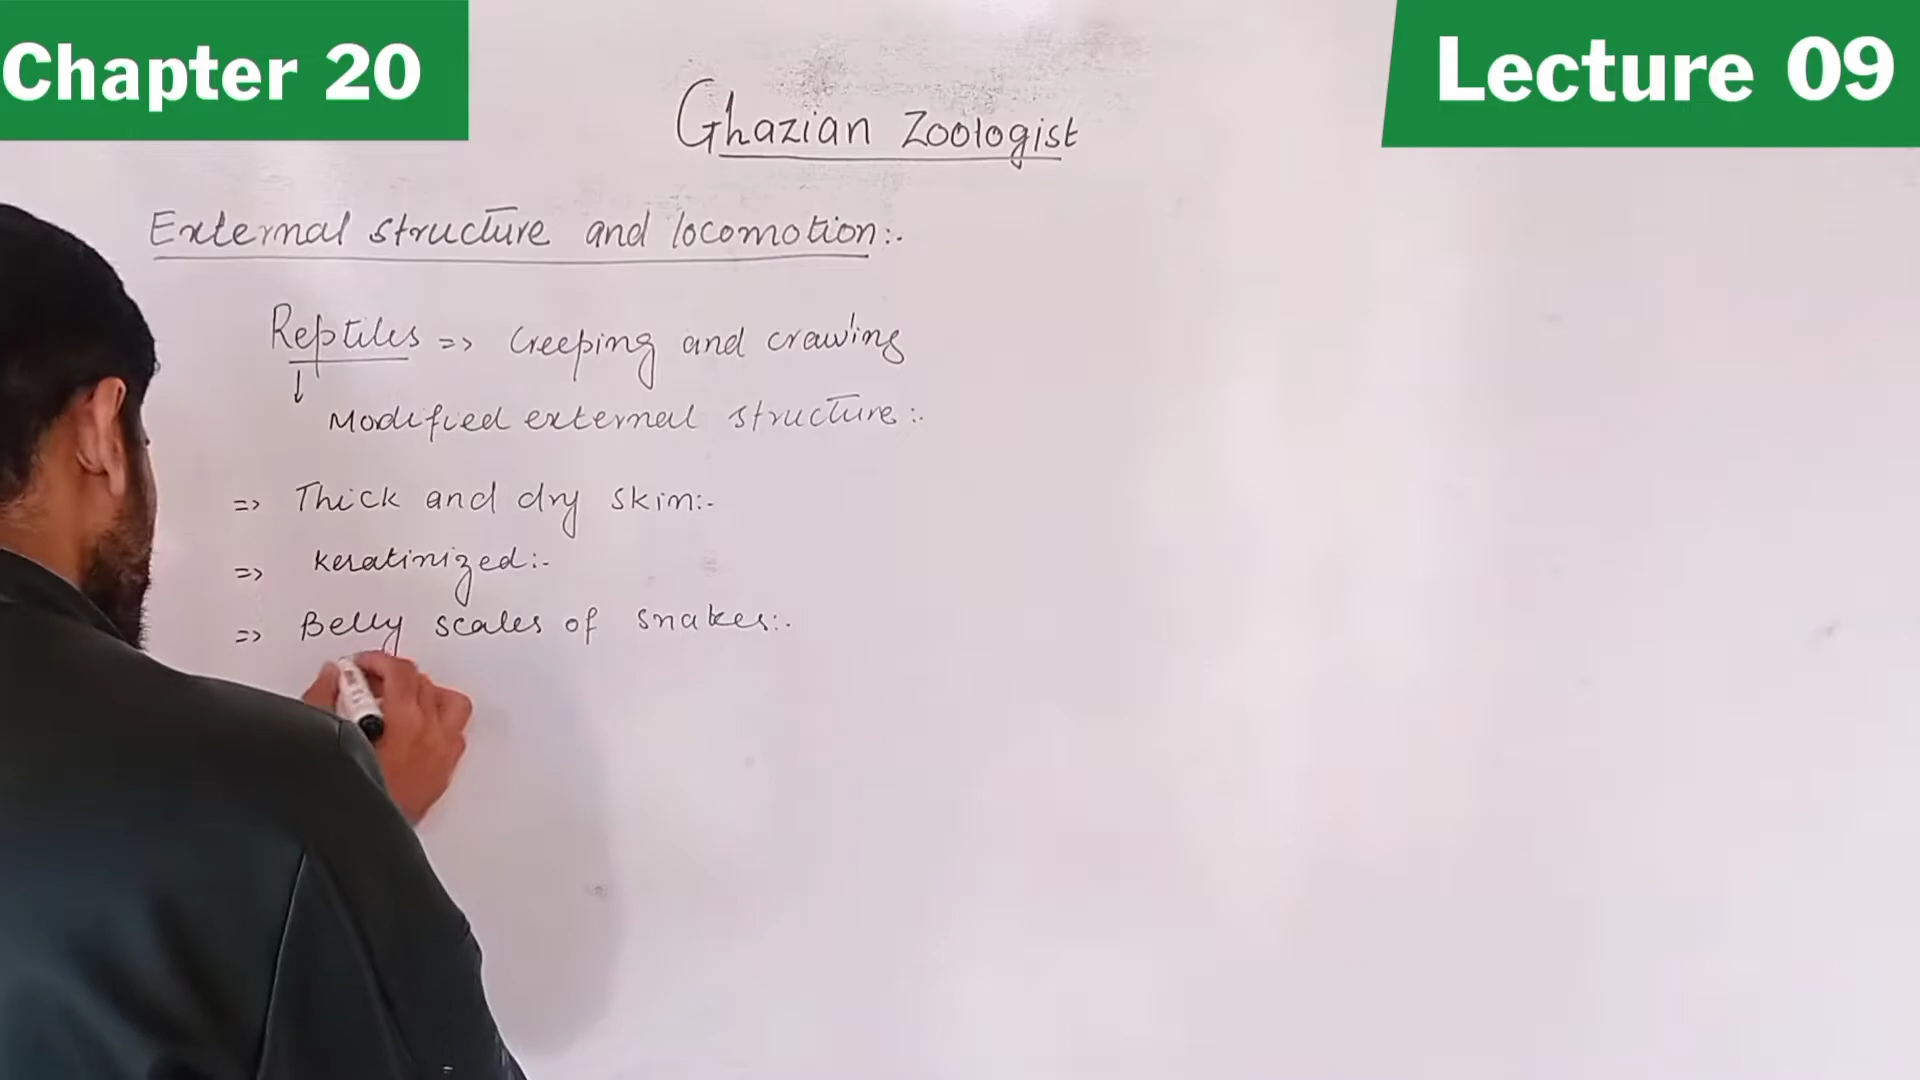 Chapter 20
Lecture 09
Ghazian Zoologist
External structure and locomotion:-
Reptiles => Creeping and crawling
↓
Modified external structure:-
=> Thick and dry skin:-
=> keratinized:-
=> Belly scales of snakes:-